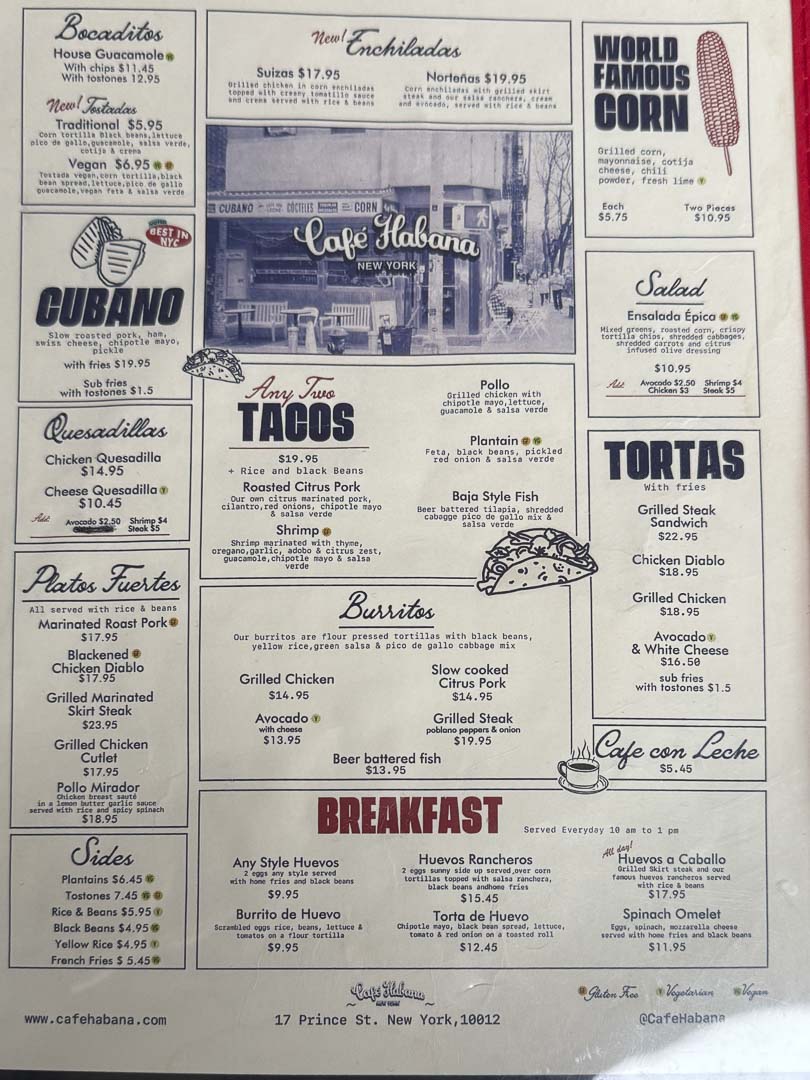 Bocaditos
House Guacamole VG
With chips $11.45
With tostones 12.95
New! Tostadas
Traditional $5.95
Corn tortilla Black beans,lettuce
pico de gallo,guacamole, salsa verde,
cotija & crema
Vegan $6.95
Tostada vegan,corn tortilla,black
bean spread,lettuce,pico de gallo
guacamole,vegan feta & salsa verde
BEST IN
NYC
CUBANO
Slow roasted pork, ham,
swiss cheese, chipotle mayo,
pickle
with fries $19.95
Sub fries
with tostones $1.5
Quesadillas
Chicken Quesadilla
$14.95
Cheese Quesadilla Y
$10.45
Add:
Avocado $2.50 Shrimp $4
Steak $5
Platos Fuertes
All served with rice & beans
Marinated Roast Pork
$17.95
Blackened
Chicken Diablo
$17.95
Grilled Marinated
Skirt Steak
$23.95
Grilled Chicken
Cutlet
$17.95
Pollo Mirador
Chicken breast sauté
in a lemon butter garlic sauce
served with rice and spicy spinach
$18.95
Sides
Plantains $6.45
Tostones 7.45
Rice & Beans $5.95 Y
Black Beans $4.95
Yellow Rice $4.95 Y
French Fries $ 5.45
New! Enchiladas
Suizas $17.95
Grilled chicken in corn enchiladas
topped with creamy tomatillo sauce
and crema served with rice & beans
Norteñas $19.95
Corn enchiladas with grilled skirt
steak and our salsa ranchera, cream
and avocado, served with rice & beans
CUBANO
CÓCTELES
CORN
Café Habana
NEW YORK
Any Two
TACOS
$19.95
+ Rice and black Beans
Roasted Citrus Pork
Our own citrus marinated pork,
cilantro,red onions, chipotle mayo
& salsa verde
Shrimp
Shrimp marinated with thyme,
oregano,garlic, adobo & citrus zest,
guacamole,chipotle mayo & salsa
verde
Pollo
Grilled chicken with
chipotle mayo,lettuce,
guacamole & salsa verde
Plantain
Feta, black beans, pickled
red onion & salsa verde
Baja Style Fish
Beer battered tilapia, shredded
cabagge pico de gallo mix &
salsa verde
Burritos
Our burritos are flour pressed tortillas with black beans,
yellow rice,green salsa & pico de gallo cabbage mix
Grilled Chicken
$14.95
Slow cooked
Citrus Pork
$14.95
Avocado Y
with cheese
$13.95
Grilled Steak
poblano peppers & onion
$19.95
Beer battered fish
$13.95
WORLD
FAMOUS
CORN
Grilled corn,
mayonnaise, cotija
cheese, chili
powder, fresh lime Y
Each
$5.75
Two Pieces
$10.95
Salad
Ensalada Épica
Mixed greens, roasted corn, crispy
tortilla chios, shredded cabbages,
shredded carrots and citrus
infused olive dressing
$10.95
Add:
Avocado $2.50 Shrimp $4
Chicken $3 Steak $5
TORTAS
With fries
Grilled Steak
Sandwich
$22.95
Chicken Diablo
$18.95
Grilled Chicken
$18.95
Avocado Y
& White Cheese
$16.50
sub fries
with tostones $1.5
Cafe con Leche
$5.45
BREAKFAST
Served Everyday 10 am to 1 pm
Any Style Huevos
2 eggs any style served
with home fries and black beans
$9.95
Huevos Rancheros
2 eggs sunny side up served,over corn
tortillas topped with salsa ranchera,
black beans andhome fries
$15.45
All day!
Huevos a Caballo
Grilled Skirt steak and our
famous huevos rancheros served
with rice & beans
$17.95
Burrito de Huevo
Scrambled eggs rice, beans, lettuce &
tomatos on a flour tortilla
$9.95
Torta de Huevo
Chipotle mayo, black bean spread, lettuce,
tomato & red onion on a toasted roll
$12.45
Spinach Omelet
Eggs, spinach, mozzarella cheese
served with home fries and black beans
$11.95
Café Habana
NEW YORK
Gluten Free Y Vegetarian VG Vegan
www.cafehabana.com
17 Prince St. New York,10012
@CafeHabana